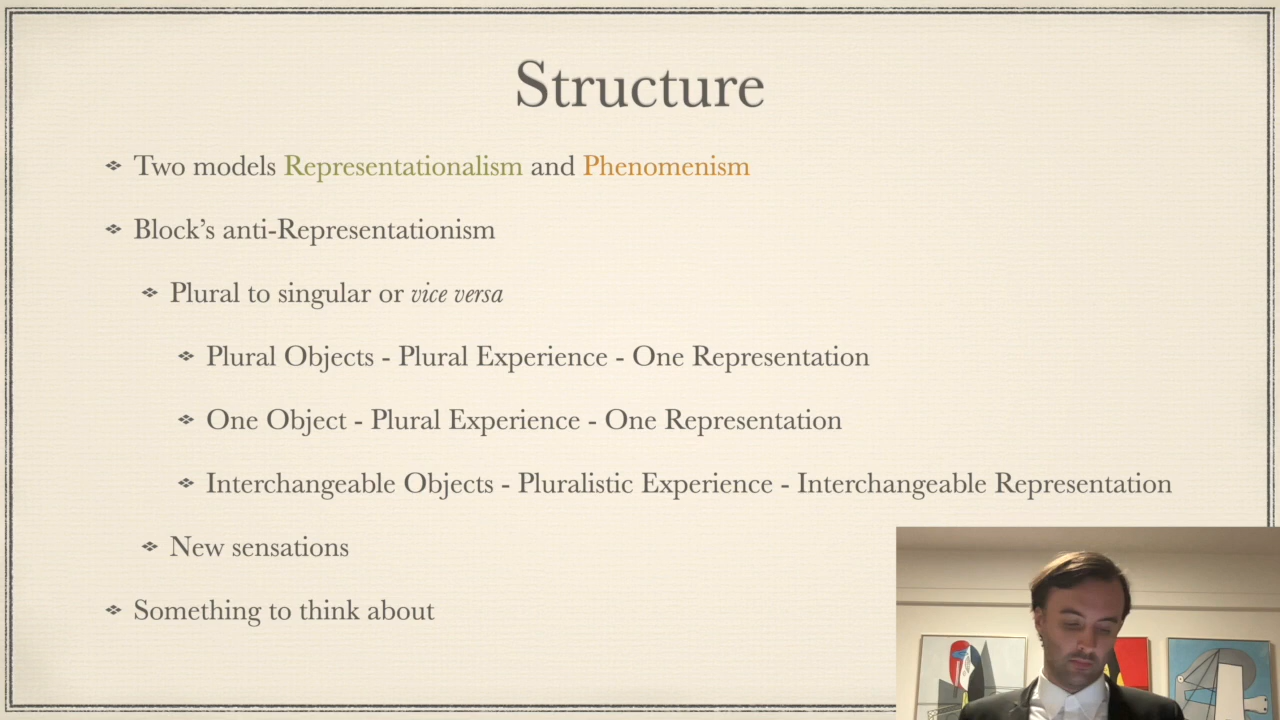 Structure
Two models Representationalism and Phenomenism
Block's anti-Representationism
Plural to singular or vice versa
Plural Objects - Plural Experience - One Representation
One Object - Plural Experience - One Representation
Interchangeable Objects - Pluralistic Experience - Interchangeable Representation
New sensations
Something to think about